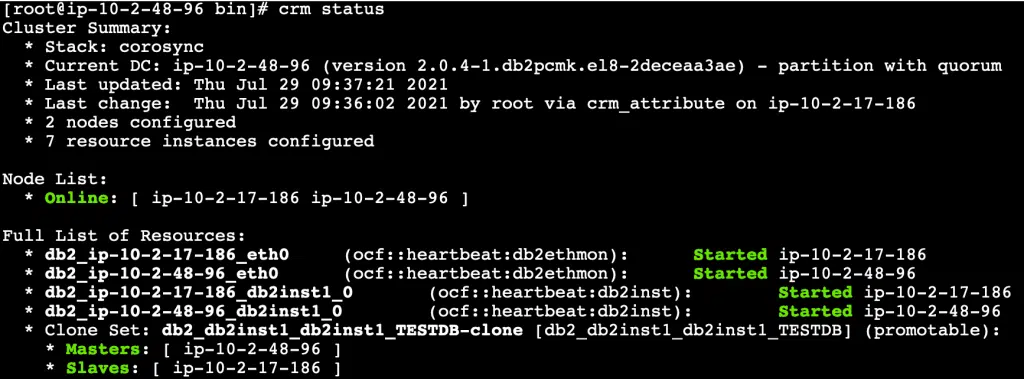 [root@ip-10-2-48-96 bin]# crm status
Cluster Summary:
  * Stack: corosync
  * Current DC: ip-10-2-48-96 (version 2.0.4-1.db2pcmk.el8-2deceaa3ae) - partition with quorum
  * Last updated: Thu Jul 29 09:37:21 2021
  * Last change:  Thu Jul 29 09:36:02 2021 by root via crm_attribute on ip-10-2-17-186
  * 2 nodes configured
  * 7 resource instances configured

Node List:
  * Online: [ ip-10-2-17-186 ip-10-2-48-96 ]

Full List of Resources:
  * db2_ip-10-2-17-186_eth0     (ocf::heartbeat:db2ethmon):      Started ip-10-2-17-186
  * db2_ip-10-2-48-96_eth0      (ocf::heartbeat:db2ethmon):      Started ip-10-2-48-96
  * db2_ip-10-2-17-186_db2inst1_0       (ocf::heartbeat:db2inst):        Started ip-10-2-17-186
  * db2_ip-10-2-48-96_db2inst1_0        (ocf::heartbeat:db2inst):        Started ip-10-2-48-96
  * Clone Set: db2_db2inst1_db2inst1_TESTDB-clone [db2_db2inst1_db2inst1_TESTDB] (promotable):
    * Masters: [ ip-10-2-48-96 ]
    * Slaves: [ ip-10-2-17-186 ]